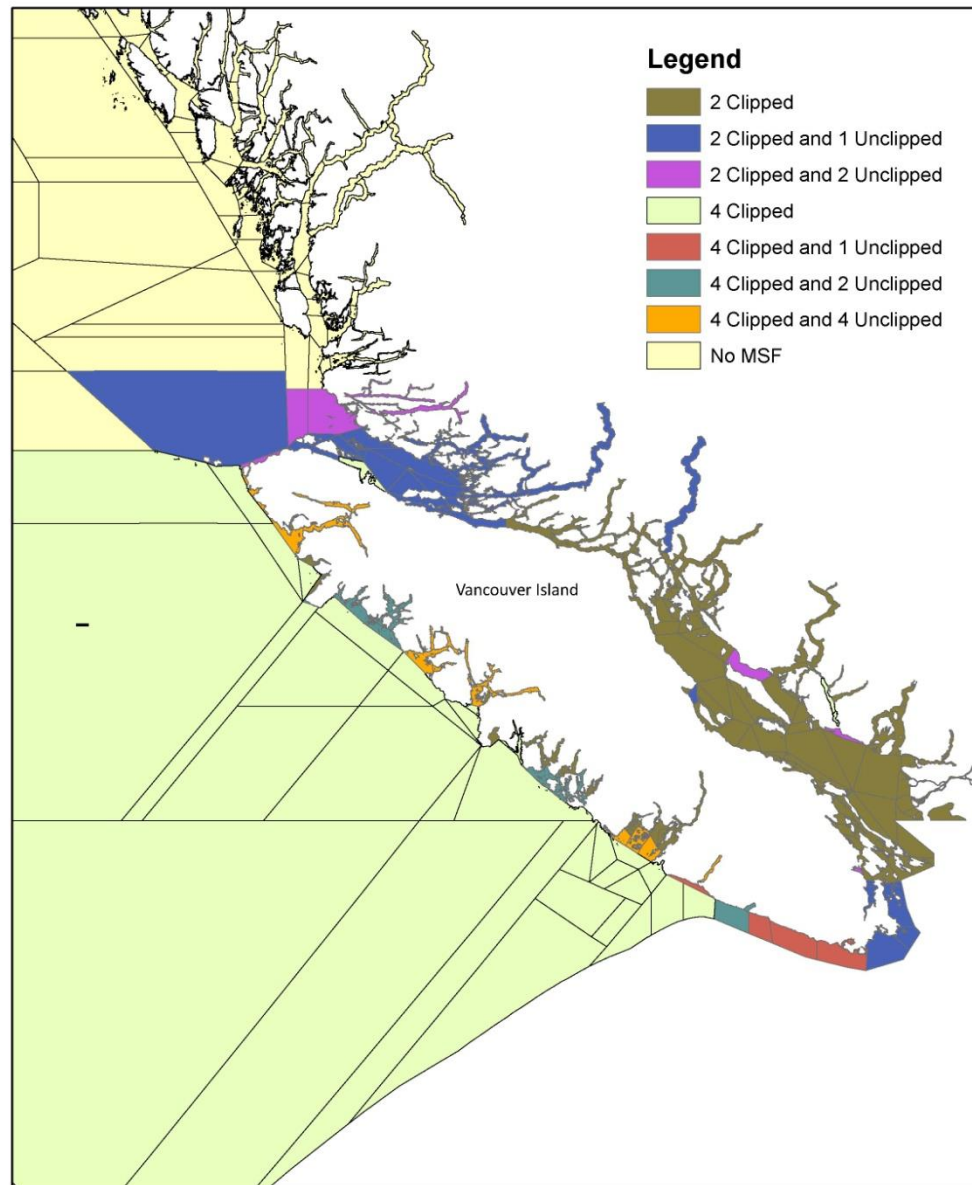 Legend
2 Clipped
2 Clipped and 1 Unclipped
2 Clipped and 2 Unclipped
4 Clipped
4 Clipped and 1 Unclipped
4 Clipped and 2 Unclipped
4 Clipped and 4 Unclipped
No MSF
Vancouver Island